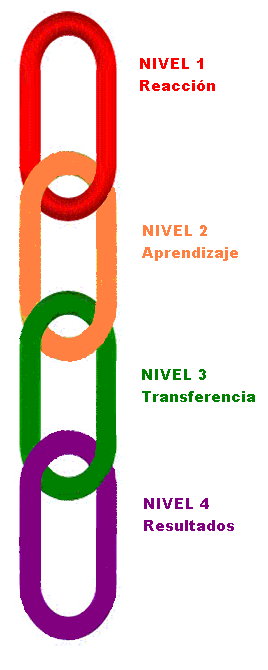 NIVEL 1
Reacción
NIVEL 2
Aprendizaje
NIVEL 3
Transferencia
NIVEL 4
Resultados